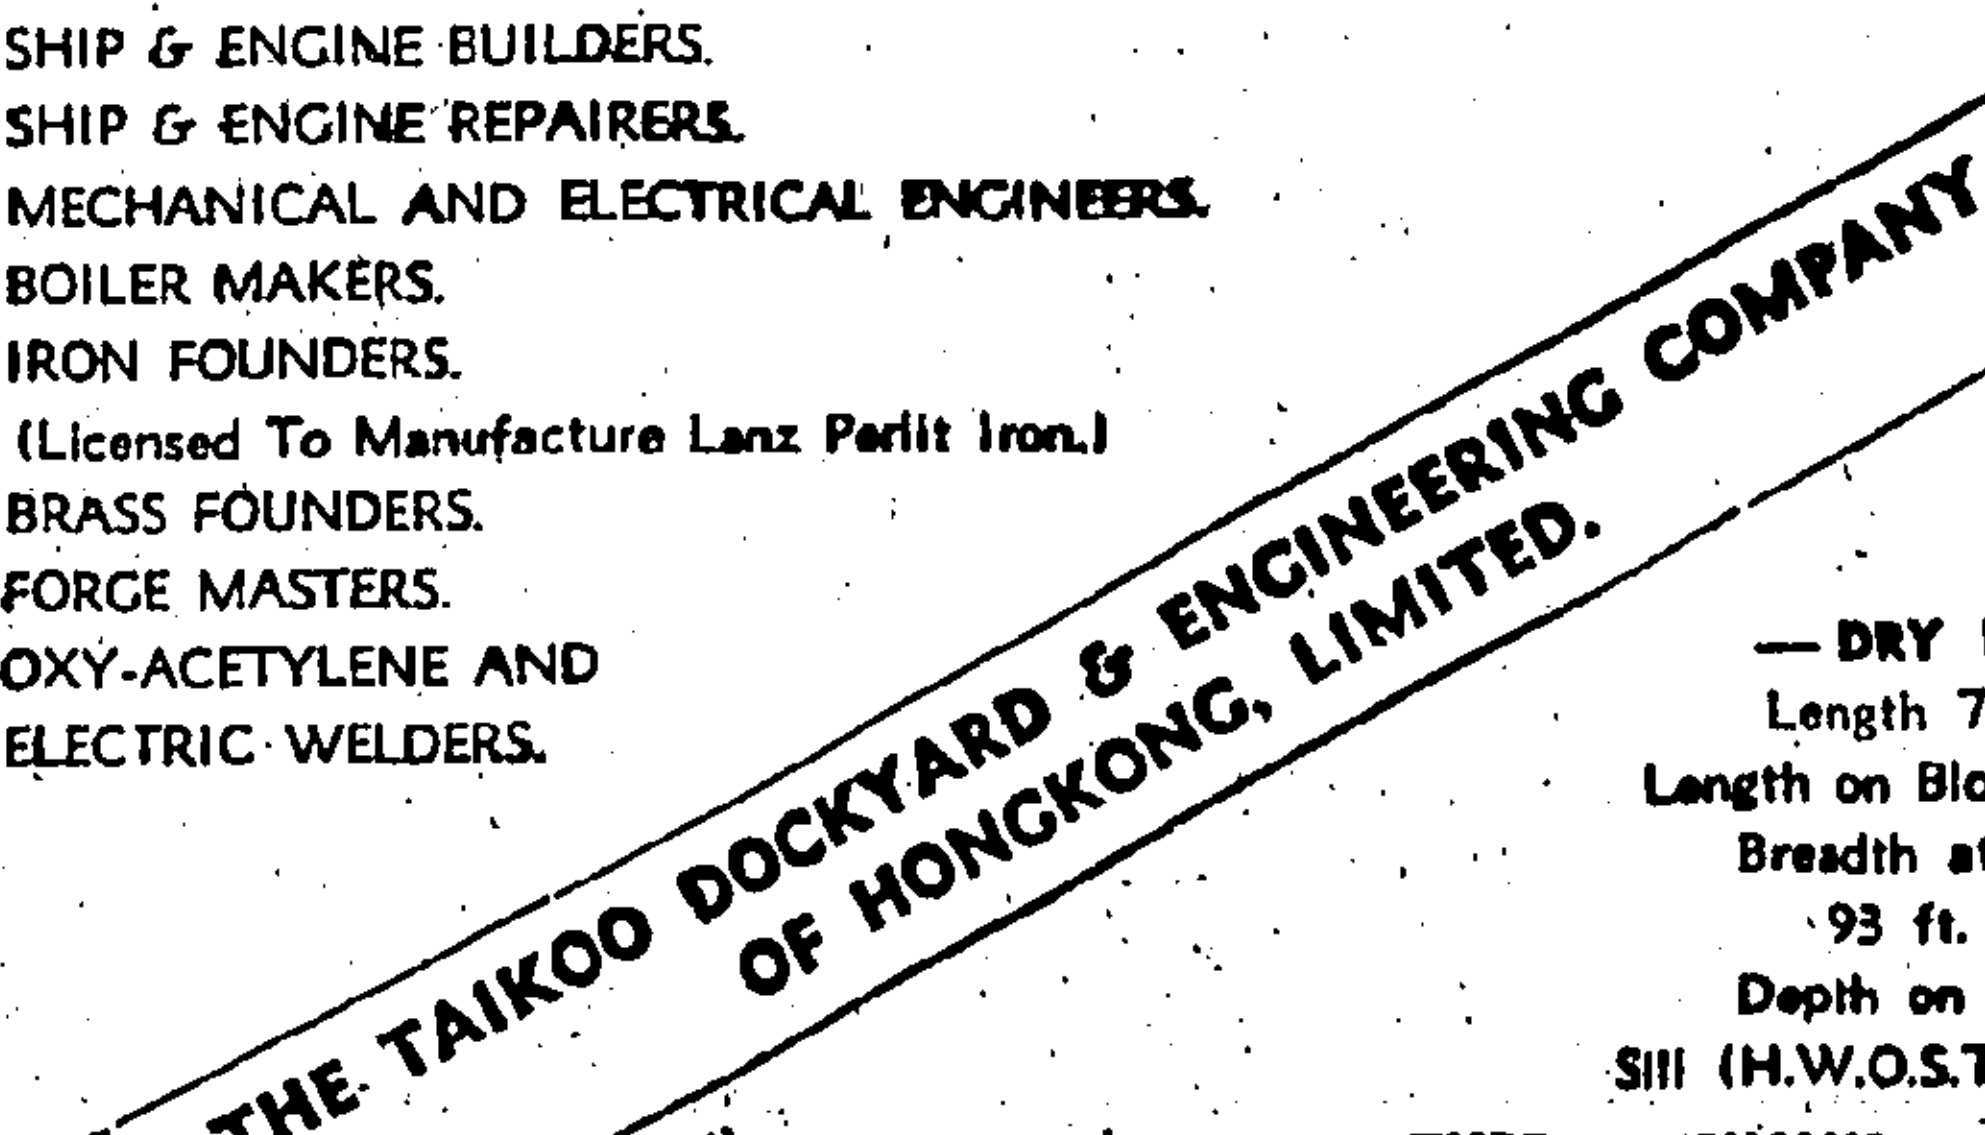 SHIP & ENGINE BUILDERS.
SHIP & ENGINE REPAIRERS.
MECHANICAL AND ELECTRICAL ENGINEERS.
BOILER MAKERS.
IRON FOUNDERS.
(Licensed To Manufacture Lanz Perlit Iron.)
BRASS FOUNDERS.
FORGE MASTERS.
OXY-ACETYLENE AND
ELECTRIC WELDERS.
THE TAIKOO DOCKYARD & ENGINEERING COMPANY
OF HONGKONG, LIMITED.
— DRY
Length 7
Length on
Breadth
93 ft.
Depth on
Sill (H.W.O.S.T